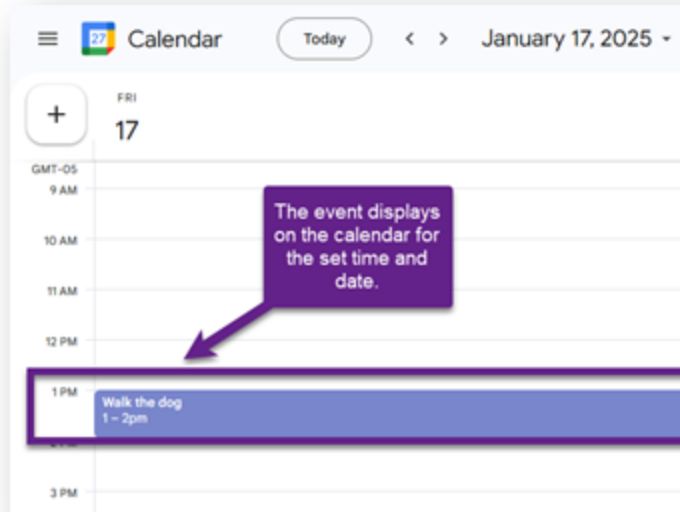 27
Calendar
Today
January 17, 2025
FRI
17
GMT-05
9 AM
10 AM
11 AM
12 PM
1 PM
3 PM
The event displays
on the calendar for
the set time and
date.
Walk the dog
1 – 2pm